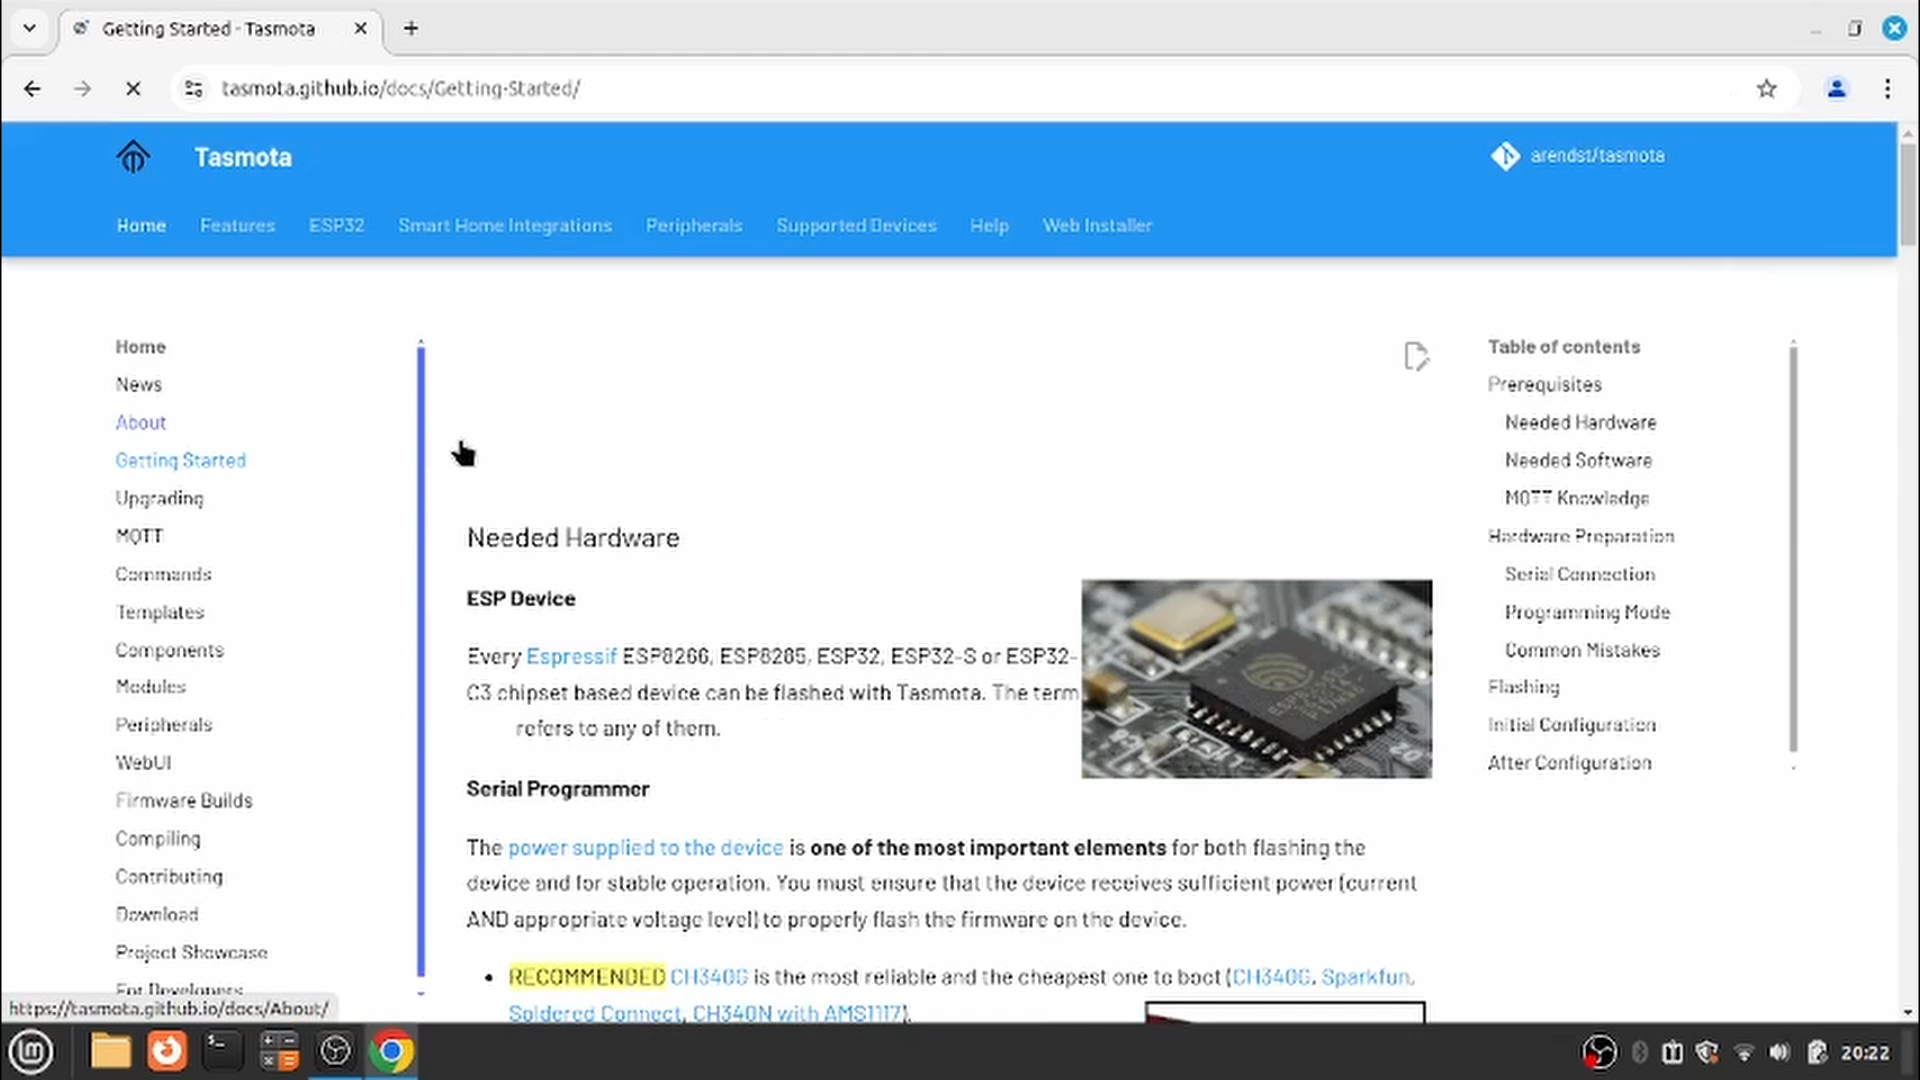 Getting Started - Tasmota
tasmota.github.io/docs/Getting-Started/
Tasmota
arendst/tasmota
Home Features ESP32 Smart Home Integrations Peripherals Supported Devices Help Web Installer
Home
News
About
Getting Started
Upgrading
MQTT
Commands
Templates
Components
Modules
Peripherals
WebUI
Firmware Builds
Compiling
Contributing
Download
Project Showcase
For Developers
Needed Hardware
ESP Device
Every Espressif ESP8266, ESP8285, ESP32, ESP32-S or ESP32-
C3 chipset based device can be flashed with Tasmota. The term
refers to any of them.
Serial Programmer
The power supplied to the device is one of the most important elements for both flashing the
device and for stable operation. You must ensure that the device receives sufficient power (current
AND appropriate voltage level) to properly flash the firmware on the device.
• RECOMMENDED CH340G is the most reliable and the cheapest one to boot (CH340G, Sparkfun,
Soldered Connect, CH340N with AMS1117).
Table of contents
Prerequisites
Needed Hardware
Needed Software
MQTT Knowledge
Hardware Preparation
Serial Connection
Programming Mode
Common Mistakes
Flashing
Initial Configuration
After Configuration
https://tasmota.github.io/docs/About/
20:22